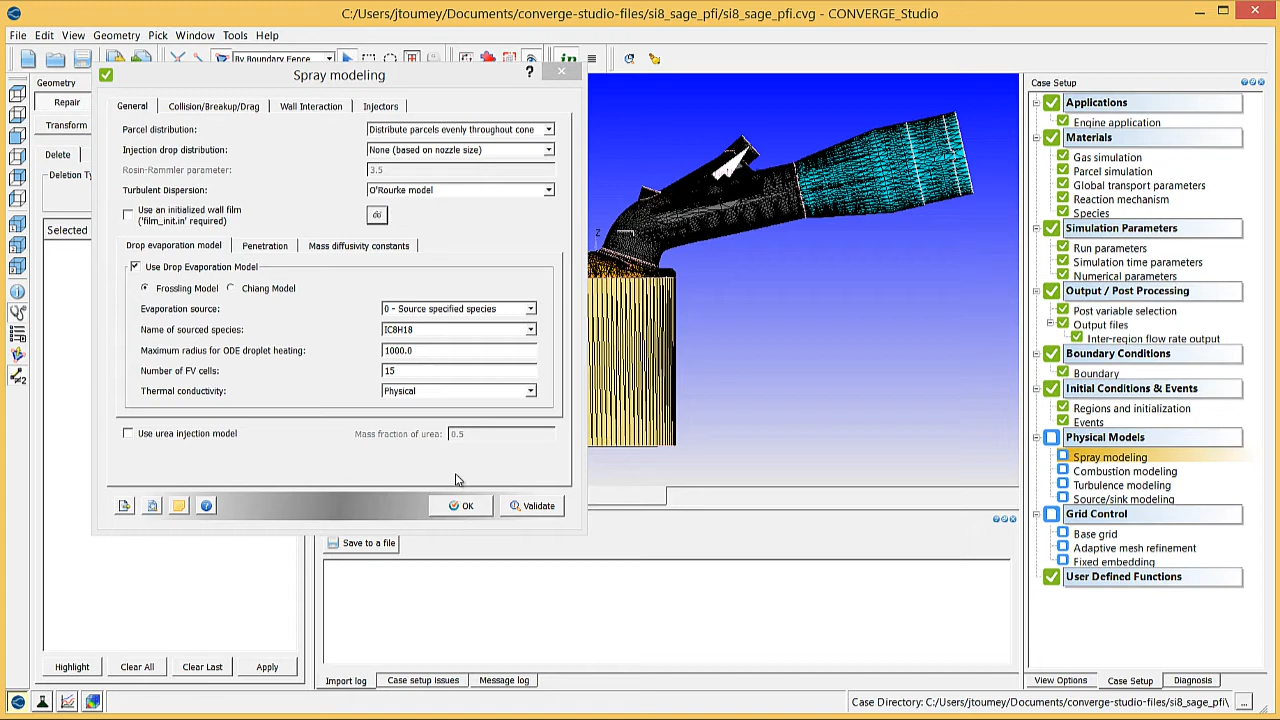 C:/Users/jtoumey/Documents/converge-studio-files/si8_sage_pfi/si8_sage_pfi.cvg - CONVERGE_Studio
File Edit View Geometry Pick Window Tools Help
By Boundary Fence
Geometry
Repair
Transform
Delete
Deletion Ty
Selected
Highlight Clear All Clear Last Apply
Spray modeling
?
General Collision/Breakup/Drag Wall Interaction Injectors
Parcel distribution: Distribute parcels evenly throughout cone
Injection drop distribution: None (based on nozzle size)
Rosin-Rammler parameter: 3.5
Turbulent Dispersion: O'Rourke model
Use an initialized wall film
('film_init.in' required)
Drop evaporation model Penetration Mass diffusivity constants
Use Drop Evaporation Model
Frossling Model Chiang Model
Evaporation source: 0 - Source specified species
Name of sourced species: IC8H18
Maximum radius for ODE droplet heating: 1000.0
Number of FV cells: 15
Thermal conductivity: Physical
Use urea injection model Mass fraction of urea: 0.5
OK Validate
Z
Save to a file
Import log Case setup issues Message log
Case Setup
Applications
Engine application
Materials
Gas simulation
Parcel simulation
Global transport parameters
Reaction mechanism
Species
Simulation Parameters
Run parameters
Simulation time parameters
Numerical parameters
Output / Post Processing
Post variable selection
Output files
Inter-region flow rate output
Boundary Conditions
Boundary
Initial Conditions & Events
Regions and initialization
Events
Physical Models
Spray modeling
Combustion modeling
Turbulence modeling
Source/sink modeling
Grid Control
Base grid
Adaptive mesh refinement
Fixed embedding
User Defined Functions
View Options Case Setup Diagnosis
Case Directory: C:/Users/jtoumey/Documents/converge-studio-files/si8_sage_pfi\ ...